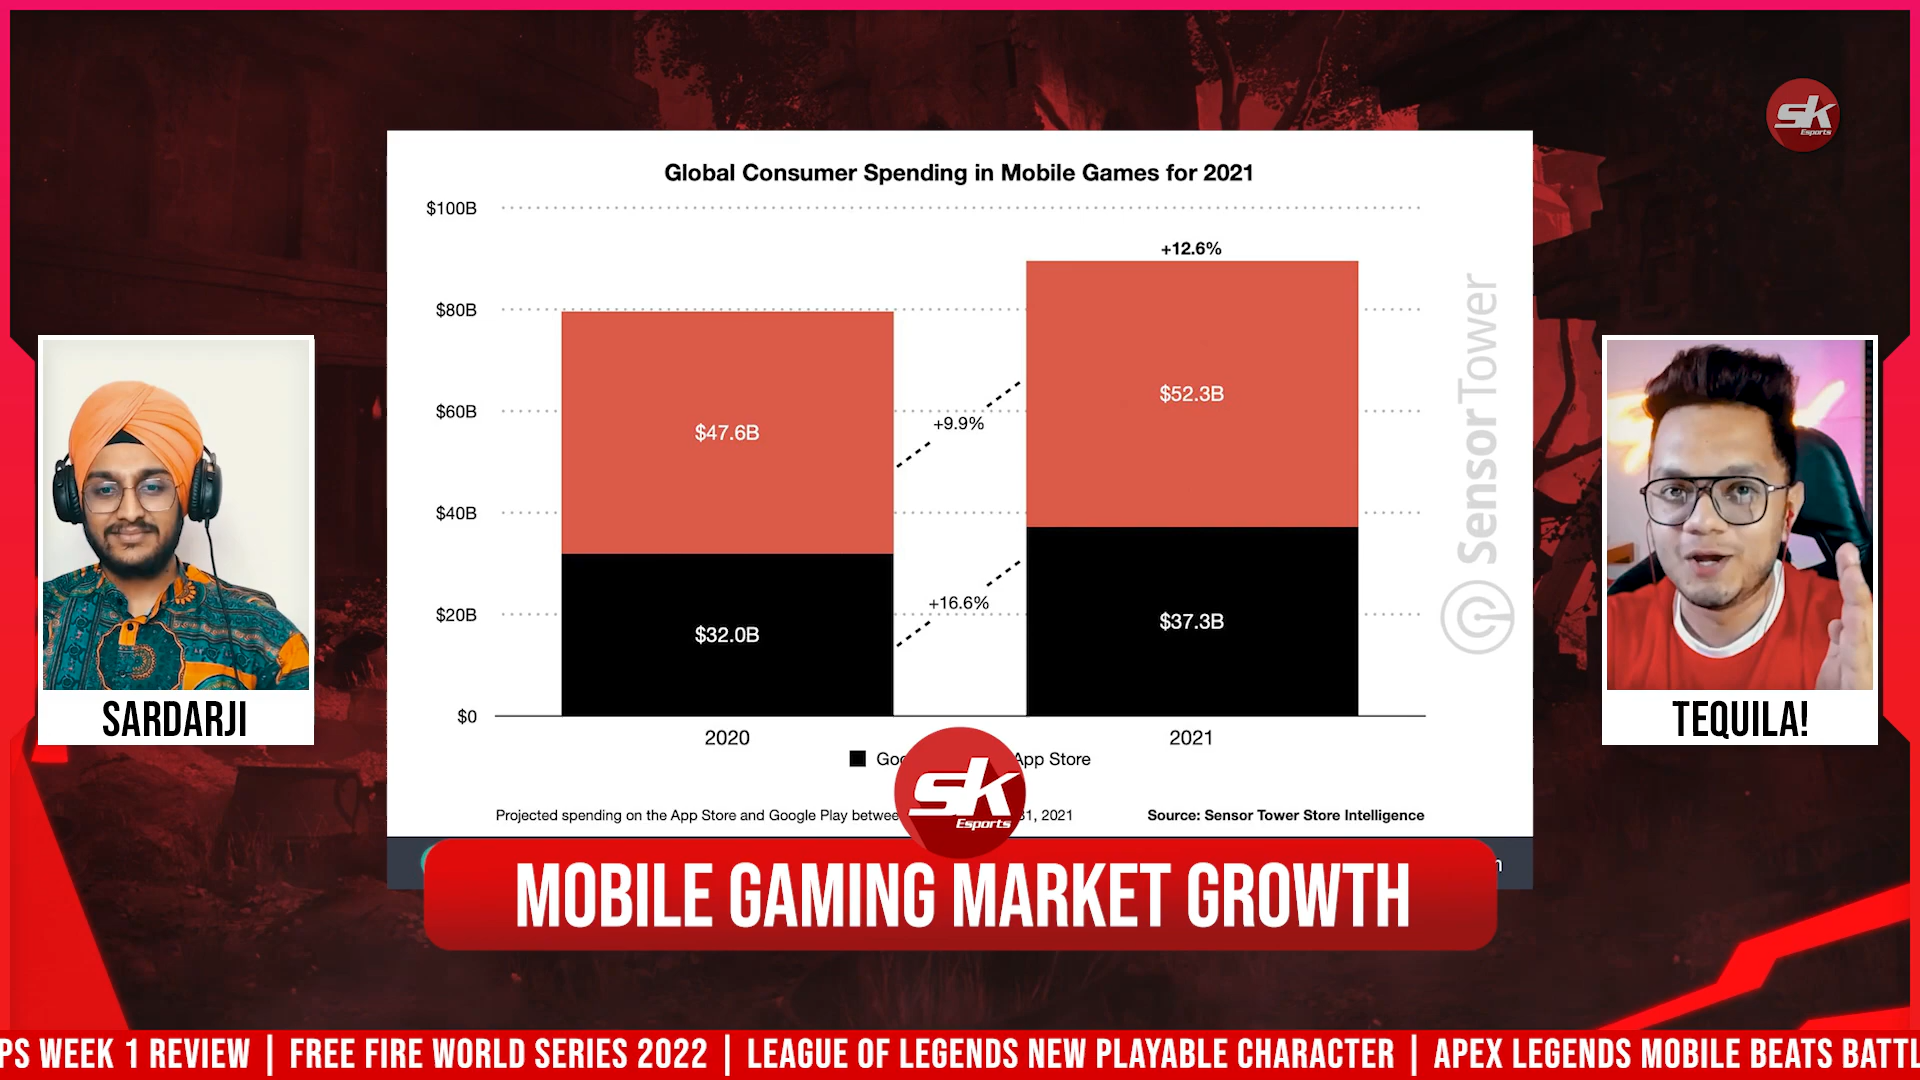 sk
Esports
Global Consumer Spending in Mobile Games for 2021
$100B
+12.6%
$80B
$60B
$47.6B
+9.9%
$52.3B
$40B
$20B
$32.0B
+16.6%
$37.3B
$0
2020
2021
App Store
Projected spending on the App Store and Google Play
31, 2021
Source: Sensor Tower Store Intelligence
SensorTower
sk
Esports
SARDARJI
TEQUILA!
MOBILE GAMING MARKET GROWTH
PS WEEK 1 REVIEW | FREE FIRE WORLD SERIES 2022 | LEAGUE OF LEGENDS NEW PLAYABLE CHARACTER | APEX LEGENDS MOBILE BEATS